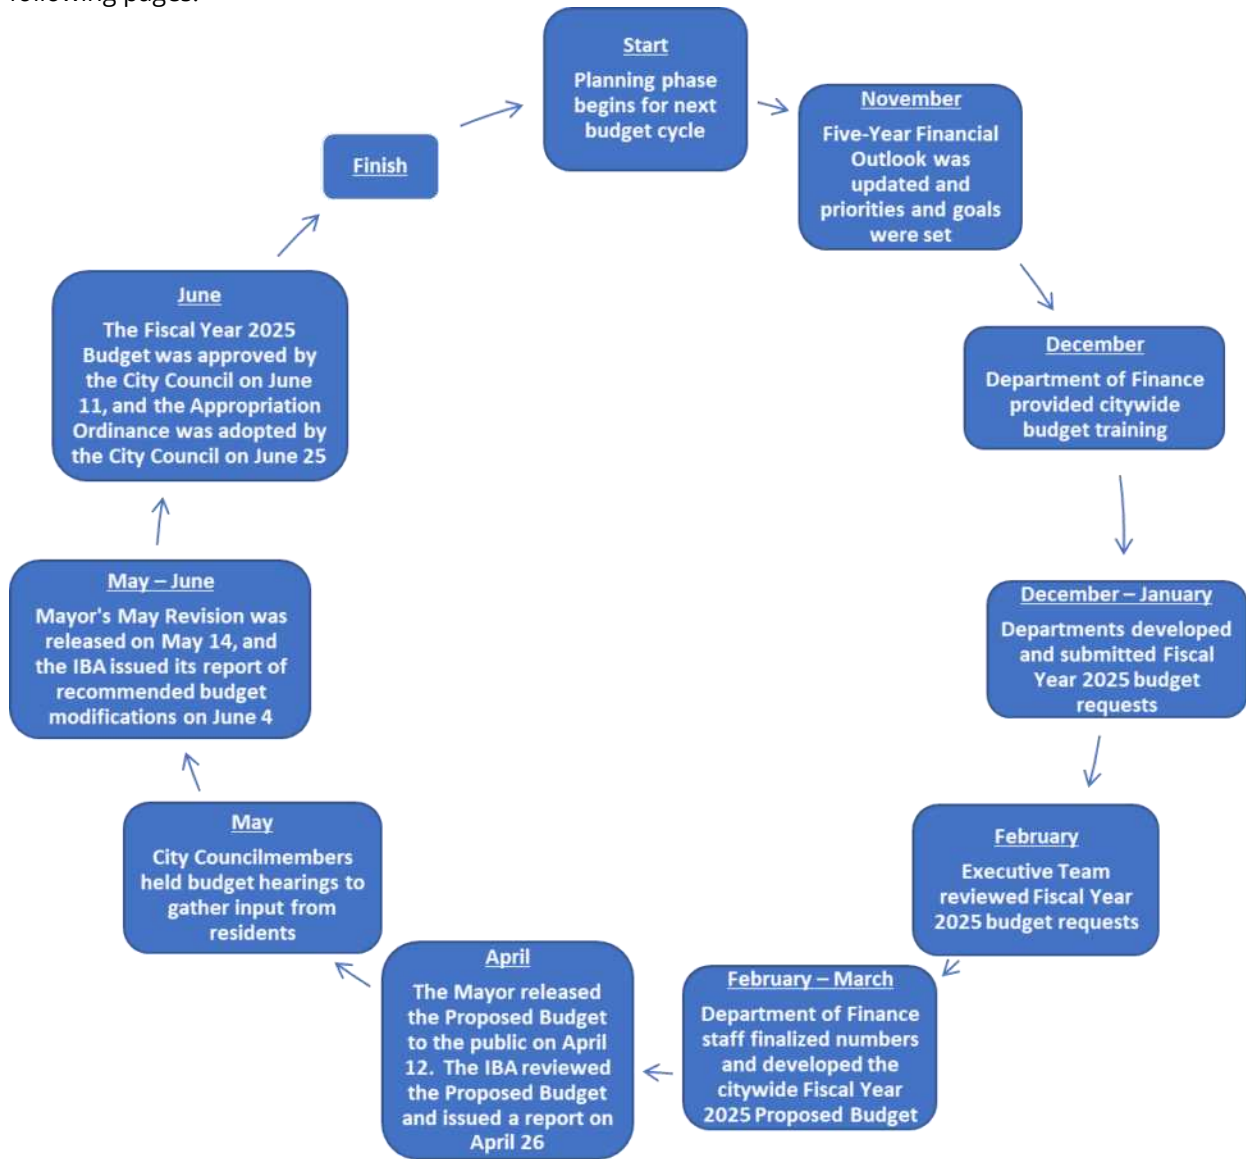 following pages.
Start
Planning phase
begins for next
budget cycle
November
Five-Year Financial
Outlook was
updated and
priorities and goals
were set
December
Department of Finance
provided citywide
budget training
December – January
Departments developed
and submitted Fiscal
Year 2025 budget
requests
February
Executive Team
reviewed Fiscal Year
2025 budget requests
February – March
Department of Finance
staff finalized numbers
and developed the
citywide Fiscal Year
2025 Proposed Budget
April
The Mayor released
the Proposed Budget
to the public on April
12. The IBA reviewed
the Proposed Budget
and issued a report on
April 26
May
City Councilmembers
held budget hearings to
gather input from
residents
May – June
Mayor's May Revision was
released on May 14, and
the IBA issued its report of
recommended budget
modifications on June 4
June
The Fiscal Year 2025
Budget was approved by
the City Council on June
11, and the Appropriation
Ordinance was adopted by
the City Council on June 25
Finish